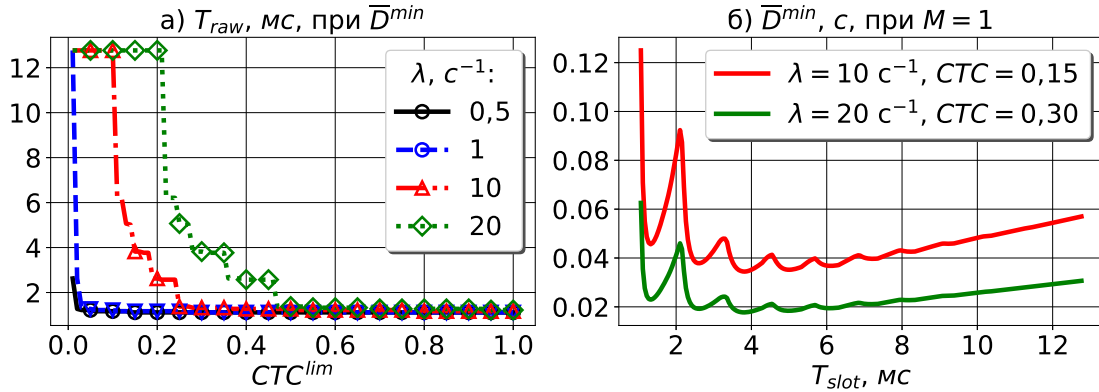 а) T_raw, мс, при D̅^min
12
10
8
6
4
2
0.0 0.2 0.4 0.6 0.8 1.0
CTC^lim
λ, c⁻¹:
0,5
1
10
20
б) D̅^min, с, при M = 1
0.12
0.10
0.08
0.06
0.04
0.02
2 4 6 8 10 12
T_slot, мс
λ = 10 c⁻¹, CTC = 0,15
λ = 20 c⁻¹, CTC = 0,30